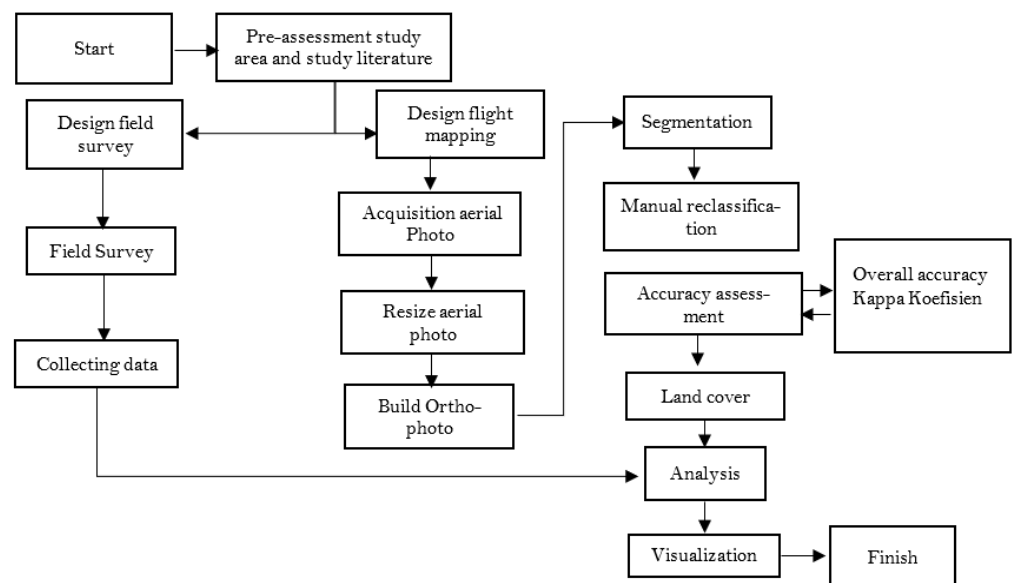 Start
Pre-assessment study
area and study literature
Design field
survey
Field Survey
Collecting data
Design flight
mapping
Acquisition aerial
Photo
Resize aerial
photo
Build Ortho-
photo
Segmentation
Manual reclassifica-
tion
Accuracy assess-
ment
Overall accuracy
Kappa Koefisien
Land cover
Analysis
Visualization
Finish